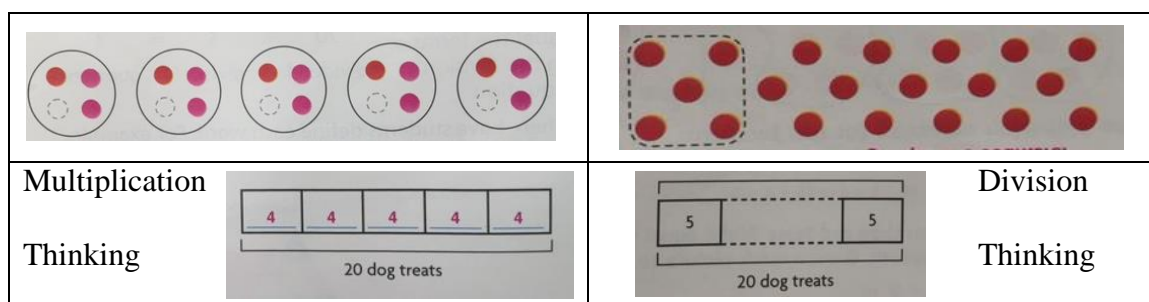 Multiplication
Thinking
4 4 4 4 4
20 dog treats
5 5
20 dog treats
Division
Thinking